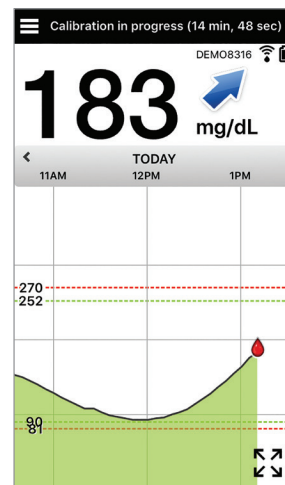 Calibration in progress (14 min, 48 sec)
DEMO8316
183
mg/dL
TODAY
11AM 12PM 1PM
270
252
90
81